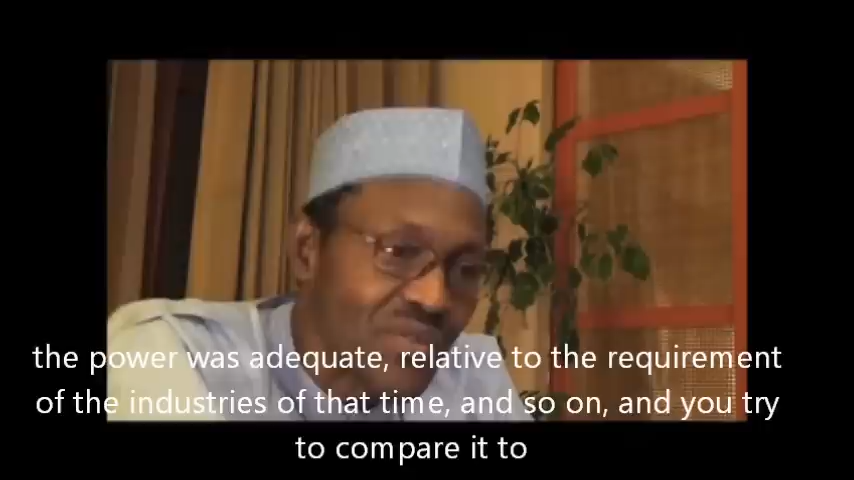 the power was adequate, relative to the requirement
of the industries of that time, and so on, and you try
to compare it to